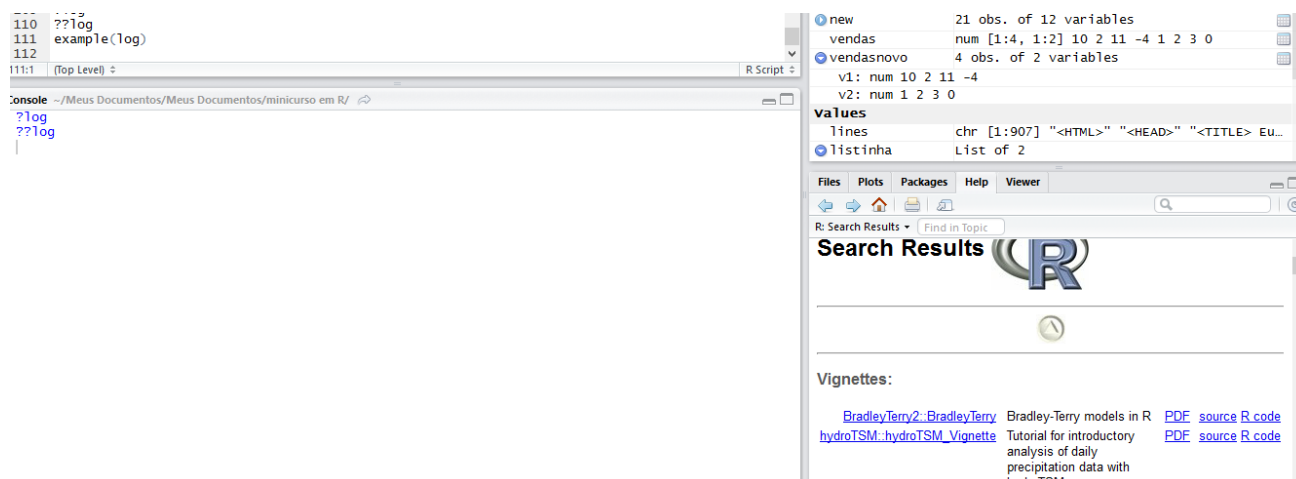 110 ??log
111 example(log)
112
111:1 (Top Level) R Script
Console ~/Meus Documentos/Meus Documentos/minicurso em R/
?log
??log
new 21 obs. of 12 variables
vendas num [1:4, 1:2] 10 2 11 -4 1 2 3 0
vendasnovo 4 obs. of 2 variables
v1: num 10 2 11 -4
v2: num 1 2 3 0
Values
lines chr [1:907] "<HTML>" "<HEAD>" "<TITLE> Eu…
listinha List of 2
Files Plots Packages Help Viewer
R: Search Results Find in Topic
Search Results R
Vignettes:
BradleyTerry2::BradleyTerry Bradley-Terry models in R PDF source R code
hydroTSM::hydroTSM_Vignette Tutorial for introductory PDF source R code
analysis of daily
precipitation data with